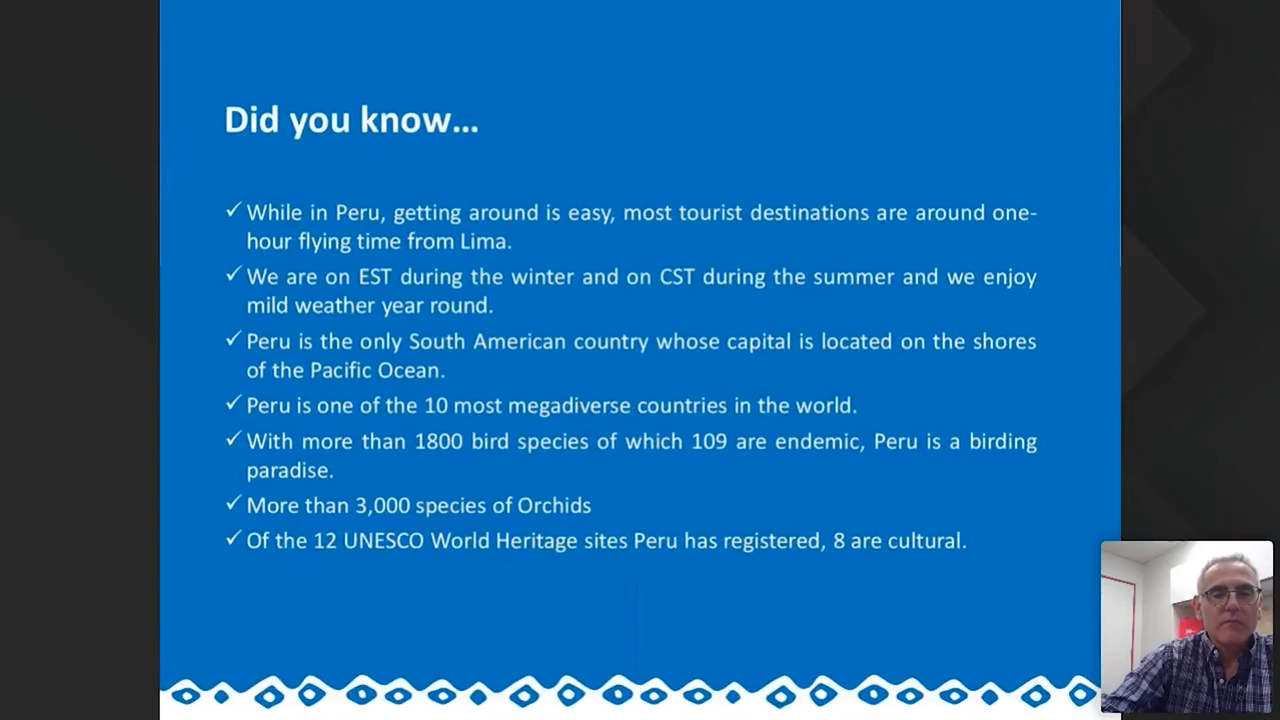 Did you know...
✓ While in Peru, getting around is easy, most tourist destinations are around one-
hour flying time from Lima.
✓ We are on EST during the winter and on CST during the summer and we enjoy
mild weather year round.
✓ Peru is the only South American country whose capital is located on the shores
of the Pacific Ocean.
✓ Peru is one of the 10 most megadiverse countries in the world.
✓ With more than 1800 bird species of which 109 are endemic, Peru is a birding
paradise.
✓ More than 3,000 species of Orchids
✓ Of the 12 UNESCO World Heritage sites Peru has registered, 8 are cultural.